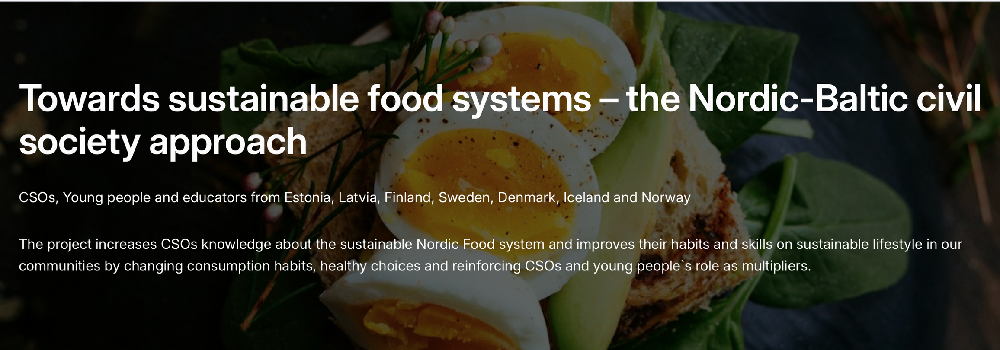 Towards sustainable food systems – the Nordic-Baltic civil
society approach
CSOs, Young people and educators from Estonia, Latvia, Finland, Sweden, Denmark, Iceland and Norway
The project increases CSOs knowledge about the sustainable Nordic Food system and improves their habits and skills on sustainable lifestyle in our
communities by changing consumption habits, healthy choices and reinforcing CSOs and young people`s role as multipliers.